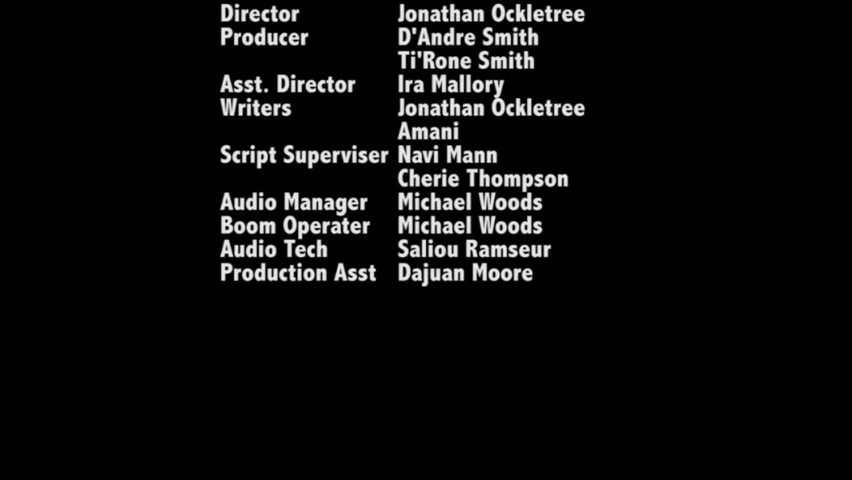 Director Jonathan Ockletree
Producer D'Andre Smith
Ti'Rone Smith
Asst. Director Ira Mallory
Writers Jonathan Ockletree
Amani
Script Superviser Navi Mann
Cherie Thompson
Audio Manager Michael Woods
Boom Operater Michael Woods
Audio Tech Saliou Ramseur
Production Asst Dajuan Moore